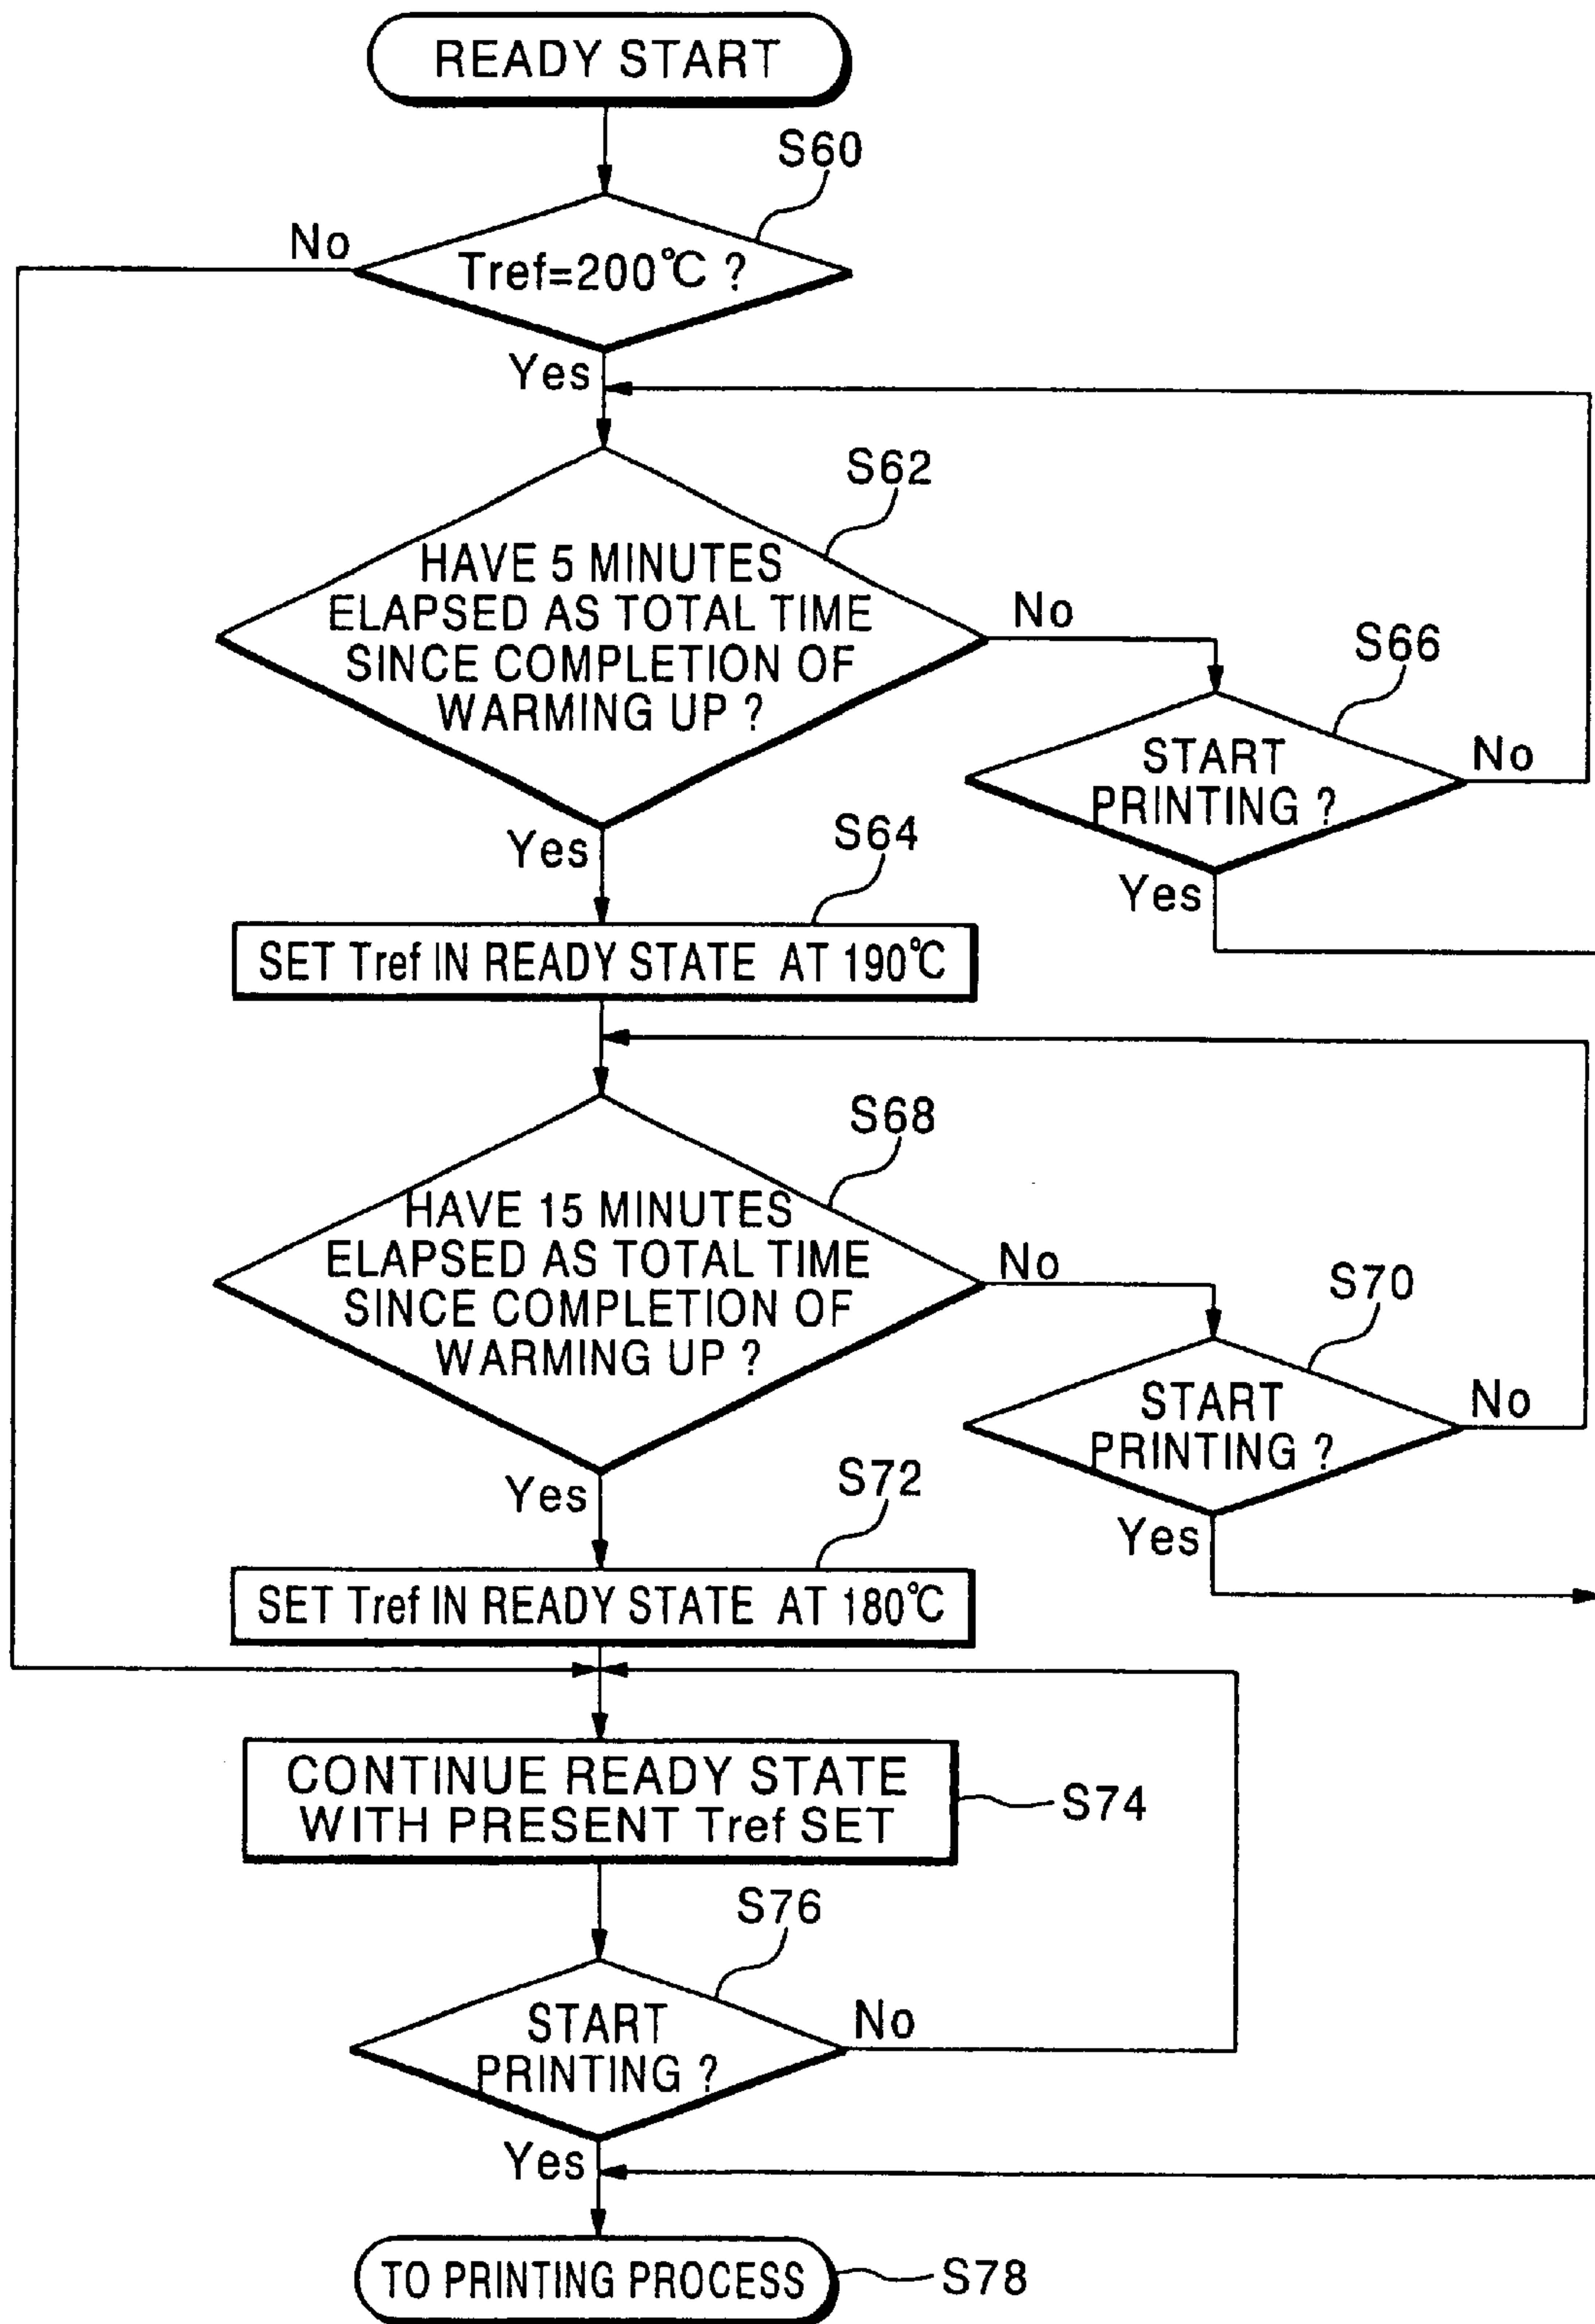 READY START
S60
No
Tref=200℃ ?
Yes
S62
HAVE 5 MINUTES
ELAPSED AS TOTAL TIME
SINCE COMPLETION OF
WARMING UP ?
No
S66
START
PRINTING ?
No
Yes
Yes
S64
SET Tref IN READY STATE AT 190℃
S68
HAVE 15 MINUTES
ELAPSED AS TOTAL TIME
SINCE COMPLETION OF
WARMING UP ?
No
S70
START
PRINTING ?
No
Yes
Yes
S72
SET Tref IN READY STATE AT 180℃
CONTINUE READY STATE
WITH PRESENT Tref SET
S74
S76
START
PRINTING ?
No
Yes
TO PRINTING PROCESS
S78